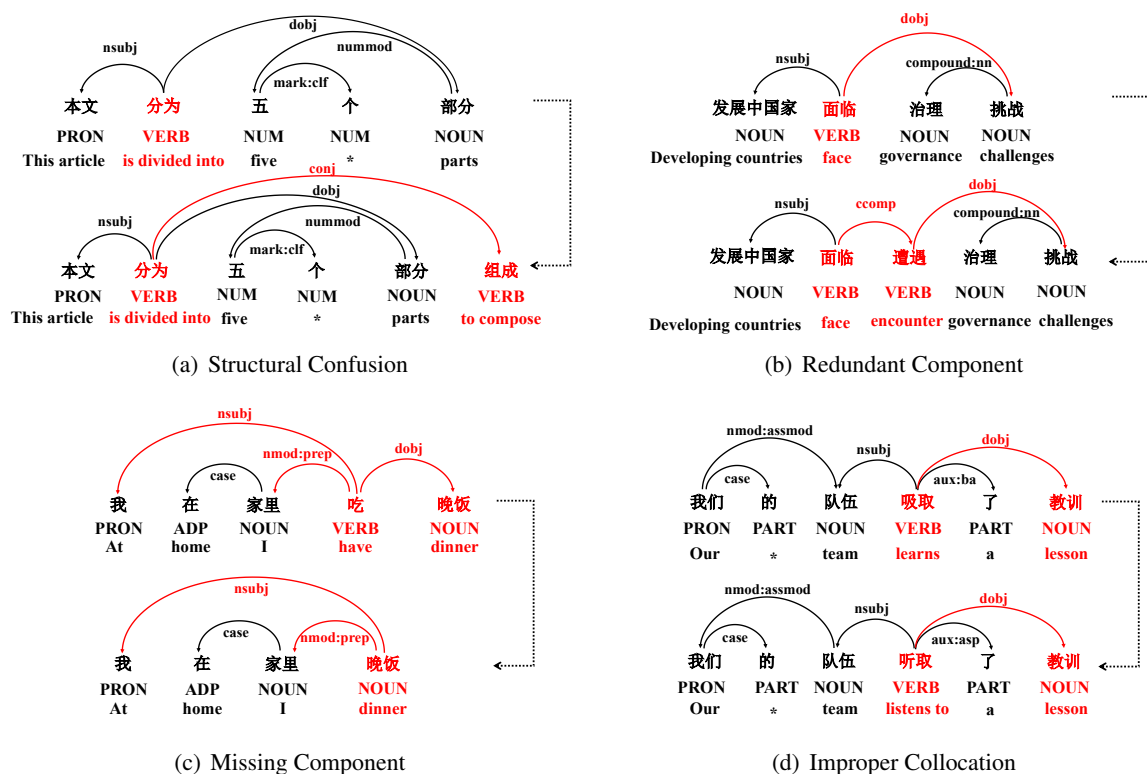 dobj
nsubj nummod
mark:clf
本文 分为 五 个 部分
PRON VERB NUM NUM NOUN
This article is divided into five * parts
conj
dobj
nsubj nummod
mark:clf
本文 分为 五 个 部分 组成
PRON VERB NUM NUM NOUN VERB
This article is divided into five * parts to compose
(a) Structural Confusion
dobj
nsubj compound:nn
发展中国家 面临 治理 挑战
NOUN VERB NOUN NOUN
Developing countries face governance challenges
dobj
nsubj ccomp compound:nn
发展中国家 面临 遭遇 治理 挑战
NOUN VERB VERB NOUN NOUN
Developing countries face encounter governance challenges
(b) Redundant Component
nsubj
nmod:prep dobj
case
我 在 家里 吃 晚饭
PRON ADP NOUN VERB NOUN
At home I have dinner
nsubj
case nmod:prep
我 在 家里 晚饭
PRON ADP NOUN NOUN
At home I dinner
(c) Missing Component
nmod:assmod nsubj dobj
case aux:ba
我们 的 队伍 吸取 了 教训
PRON PART NOUN VERB PART NOUN
Our * team learns a lesson
nmod:assmod nsubj dobj
case aux:asp
我们 的 队伍 听取 了 教训
PRON PART NOUN VERB PART NOUN
Our * team listens to a lesson
(d) Improper Collocation